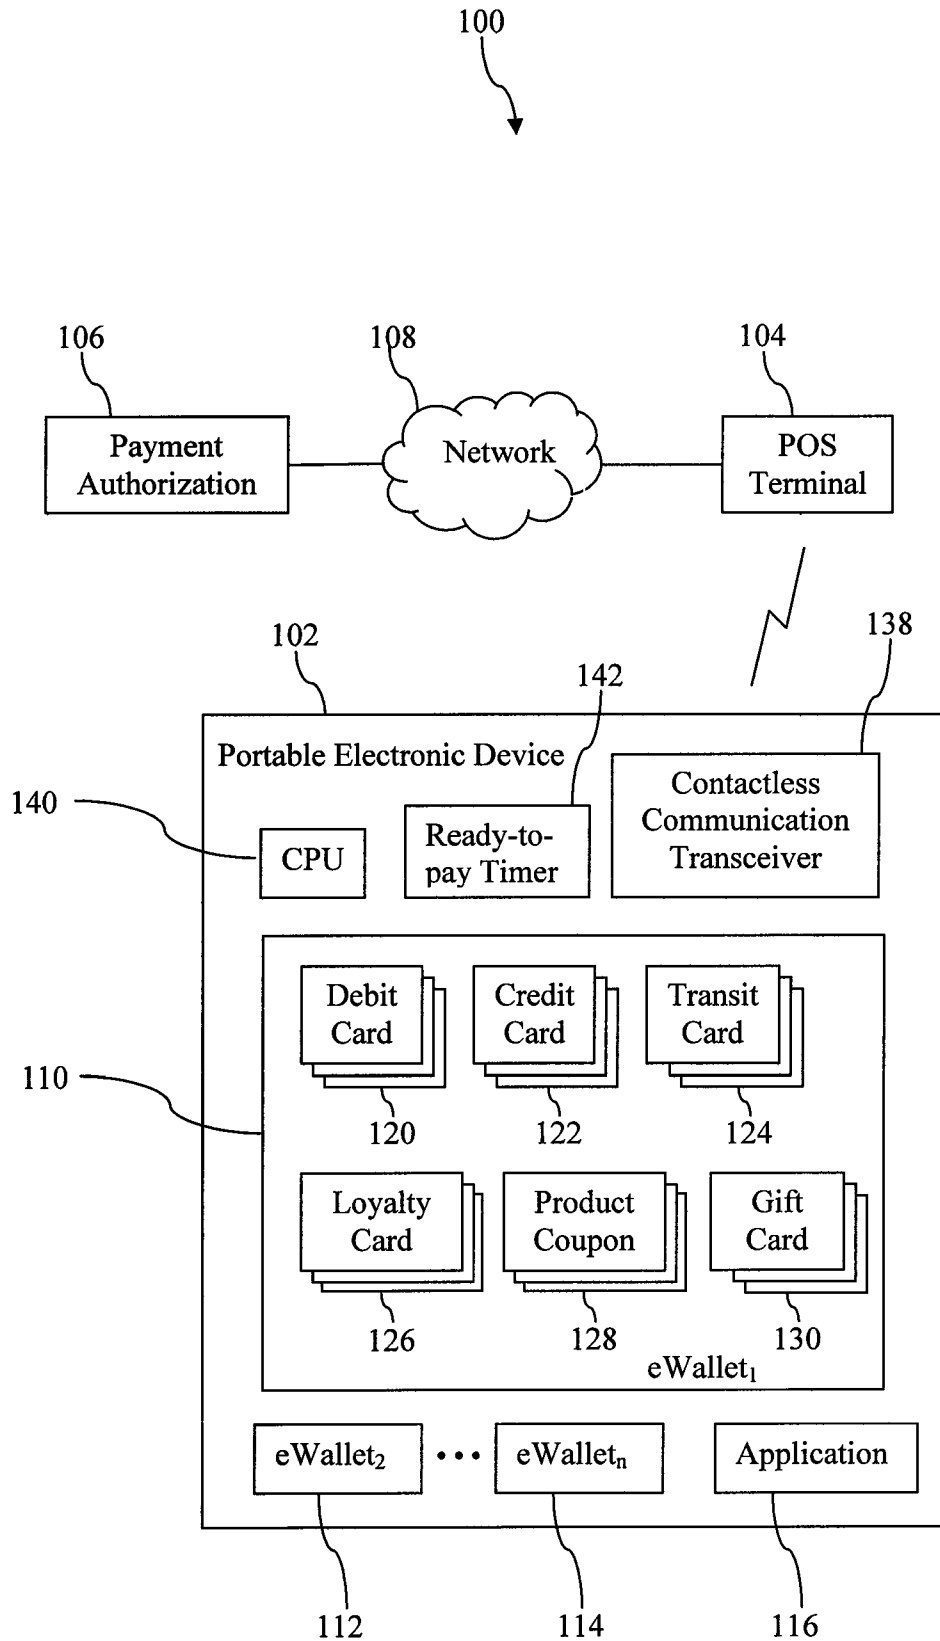 100
106
108
104
Payment
Authorization
Network
POS
Terminal
102
142
138
Portable Electronic Device
140
CPU
Ready-to-
pay Timer
Contactless
Communication
Transceiver
110
Debit
Card
Credit
Card
Transit
Card
120
122
124
Loyalty
Card
Product
Coupon
Gift
Card
126
128
130
eWallet₁
eWallet₂
•••
eWalletₙ
Application
112
114
116